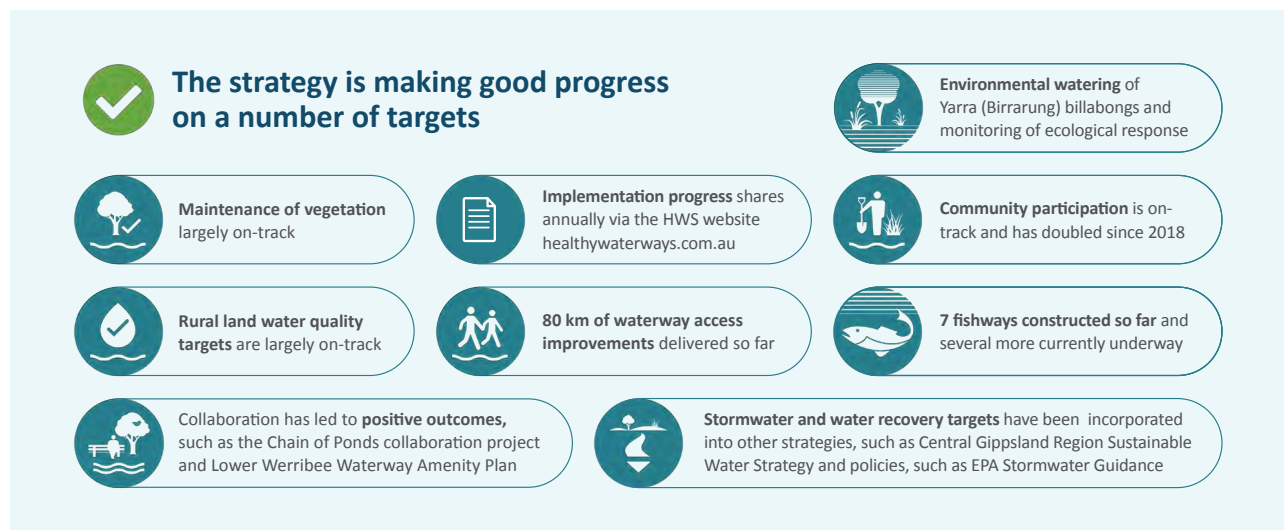 The strategy is making good progress
on a number of targets
Environmental watering of
Yarra (Birrarung) billabongs and
monitoring of ecological response
Maintenance of vegetation
largely on-track
Implementation progress shares
annually via the HWS website
healthywaterways.com.au
Community participation is on-
track and has doubled since 2018
Rural land water quality
targets are largely on-track
80 km of waterway access
improvements delivered so far
7 fishways constructed so far and
several more currently underway
Collaboration has led to positive outcomes,
such as the Chain of Ponds collaboration project
and Lower Werribee Waterway Amenity Plan
Stormwater and water recovery targets have been incorporated
into other strategies, such as Central Gippsland Region Sustainable
Water Strategy and policies, such as EPA Stormwater Guidance